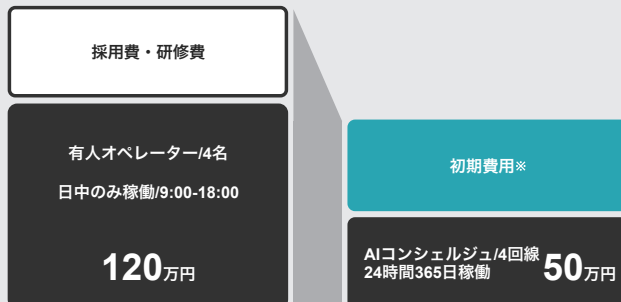 採用費・研修費
有人オペレーター/4名
日中のみ稼働/9:00-18:00
120万円
初期費用※
AIコンシェルジュ/4回線
24時間365日稼働
50万円